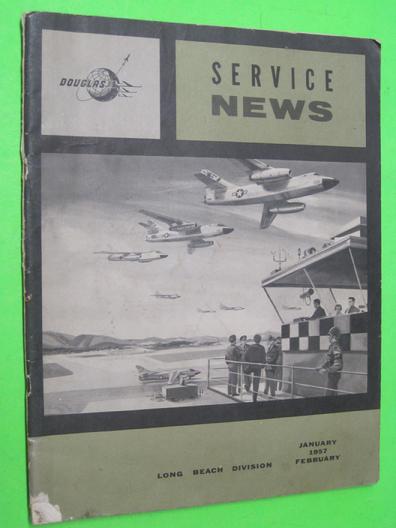 DOUGLAS
SERVICE
NEWS
LONG BEACH DIVISION
JANUARY
1957
FEBRUARY